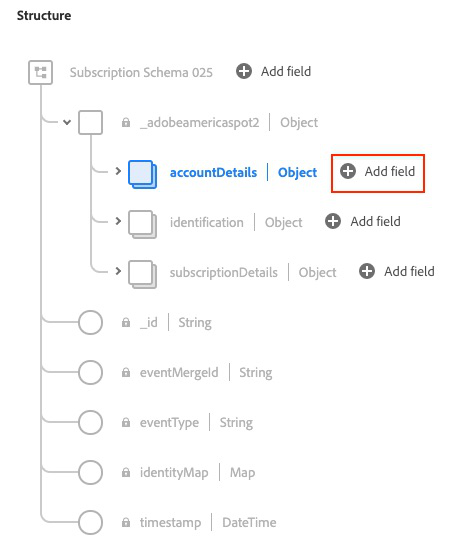 Structure
Subscription Schema 025 Add field
_adobeamericaspot2 | Object
accountDetails | Object Add field
identification | Object Add field
subscriptionDetails | Object Add field
_id | String
eventMergeId | String
eventType | String
identityMap | Map
timestamp | DateTime